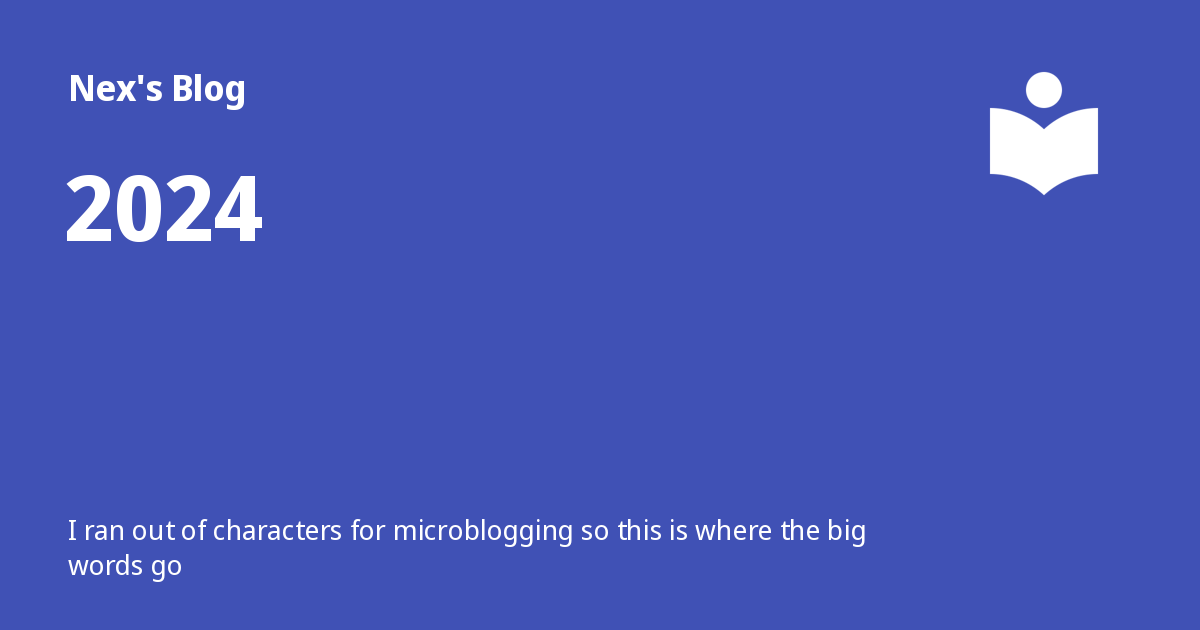 Nex's Blog
2024
I ran out of characters for microblogging so this is where the big
words go